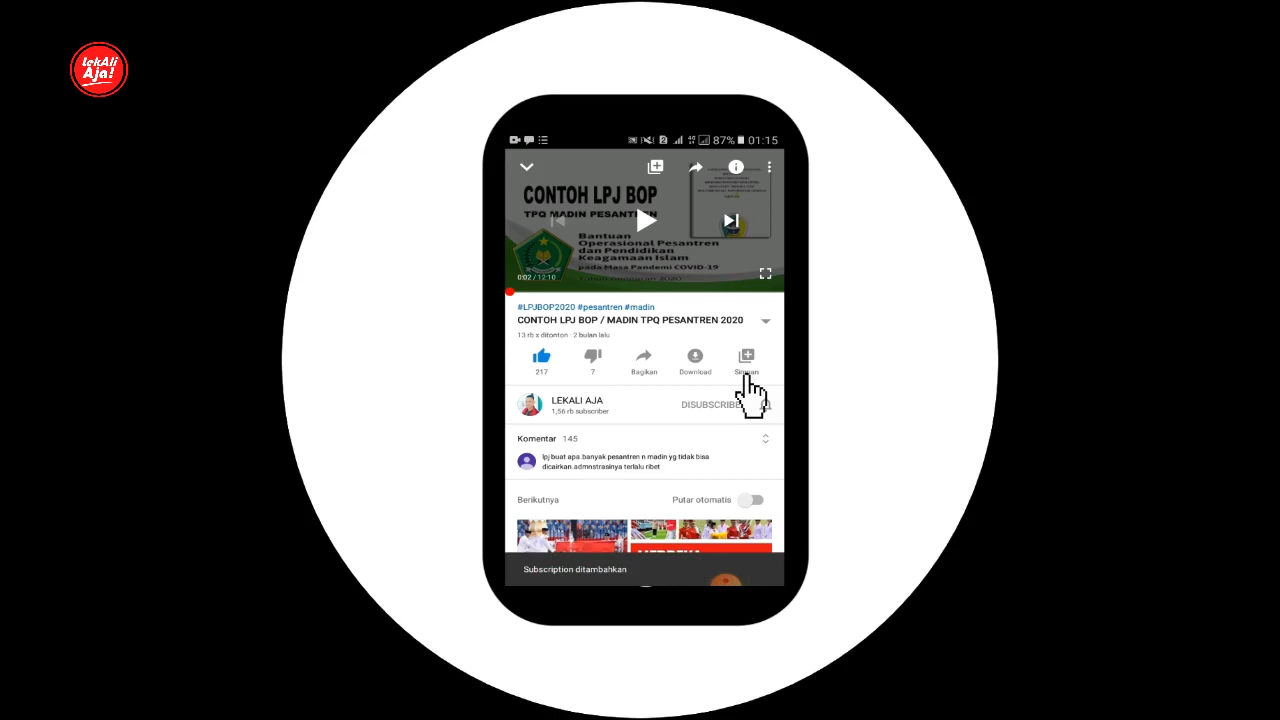 LekAli
Aja!
87% 01:15
CONTOH LPJ BOP
TPQ MADIN PESANTREN
Bantuan
Operasional Pesantren
dan Pendidikan
Keagamaan Islam
pada Masa Pandemi COVID-19
0:02 / 12:10
#LPJBOP2020 #pesantren #madin
CONTOH LPJ BOP / MADIN TPQ PESANTREN 2020
13 rb x ditonton · 2 bulan lalu
217 7 Bagikan Download Simpan
LEKALI AJA
DISUBSCRIBE
1,56 rb subscriber
Komentar 145
lpj buat apa.banyak pesantren n madin yg tidak bisa
dicairkan.admnstrasinya terlalu ribet
Berikutnya Putar otomatis
MERDEKA
Subscription ditambahkan